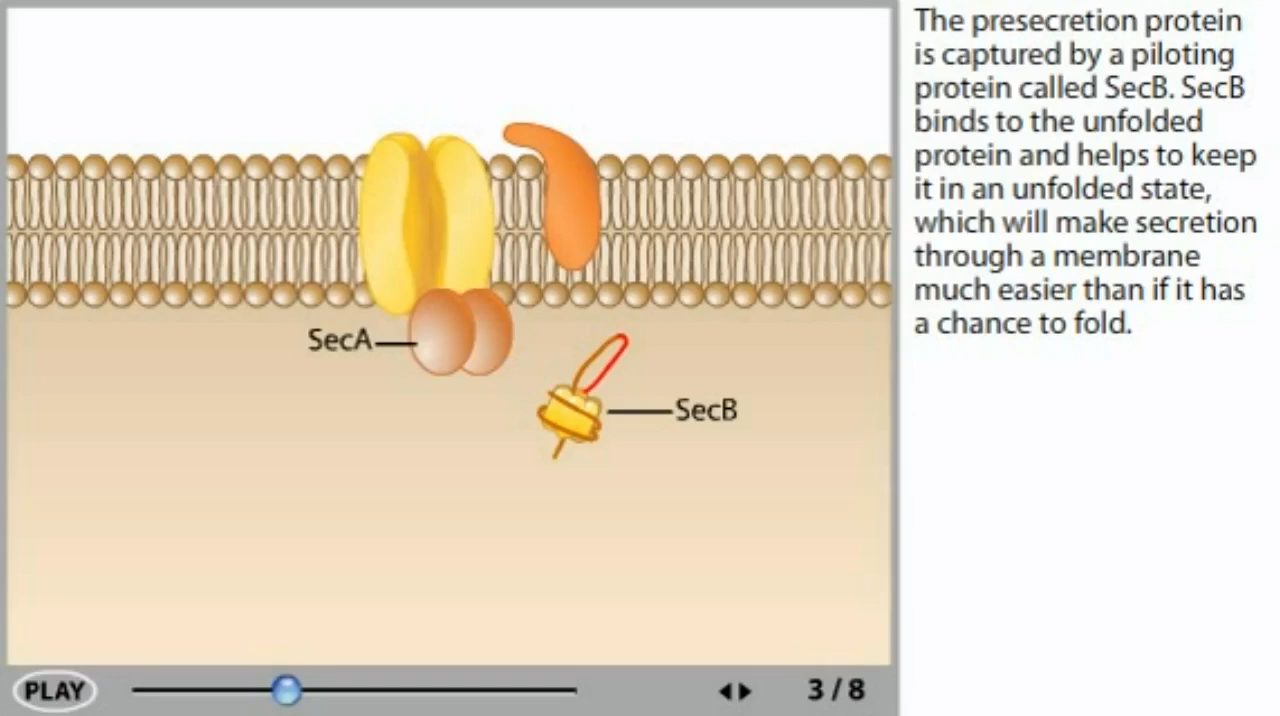 The presecretion protein
is captured by a piloting
protein called SecB. SecB
binds to the unfolded
protein and helps to keep
it in an unfolded state,
which will make secretion
through a membrane
much easier than if it has
a chance to fold.
SecA
SecB
PLAY
3 / 8